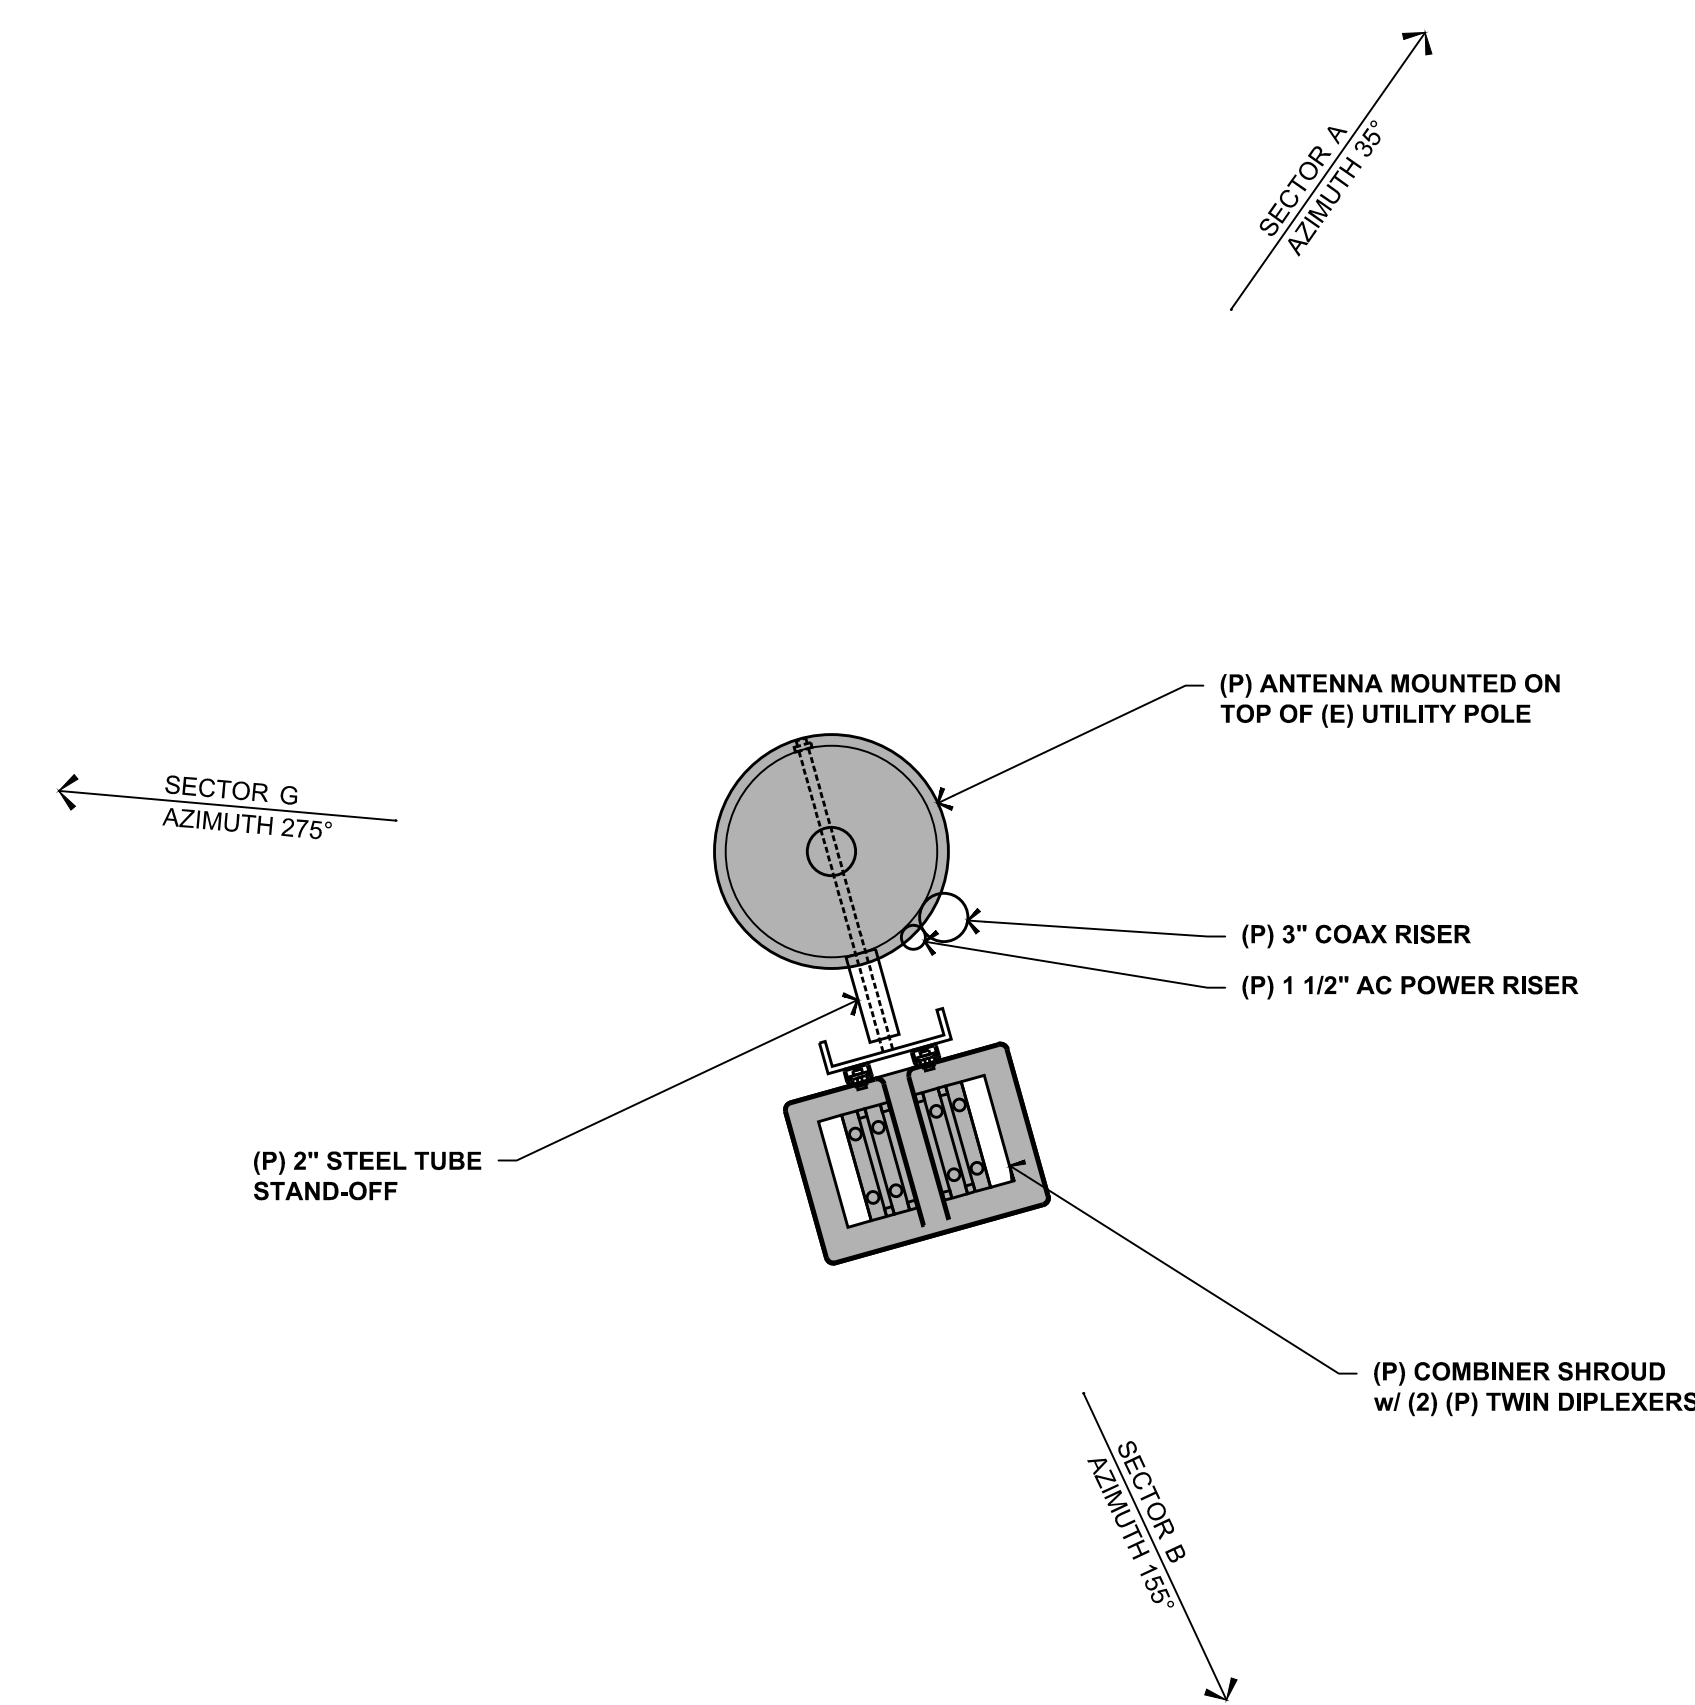 SECTOR A
AZIMUTH 35°
(P) ANTENNA MOUNTED ON
TOP OF (E) UTILITY POLE
SECTOR G
AZIMUTH 275°
(P) 3" COAX RISER
(P) 1 1/2" AC POWER RISER
(P) 2" STEEL TUBE
STAND-OFF
(P) COMBINER SHROUD
w/ (2) (P) TWIN DIPLEXERS
SECTOR B
AZIMUTH 155°